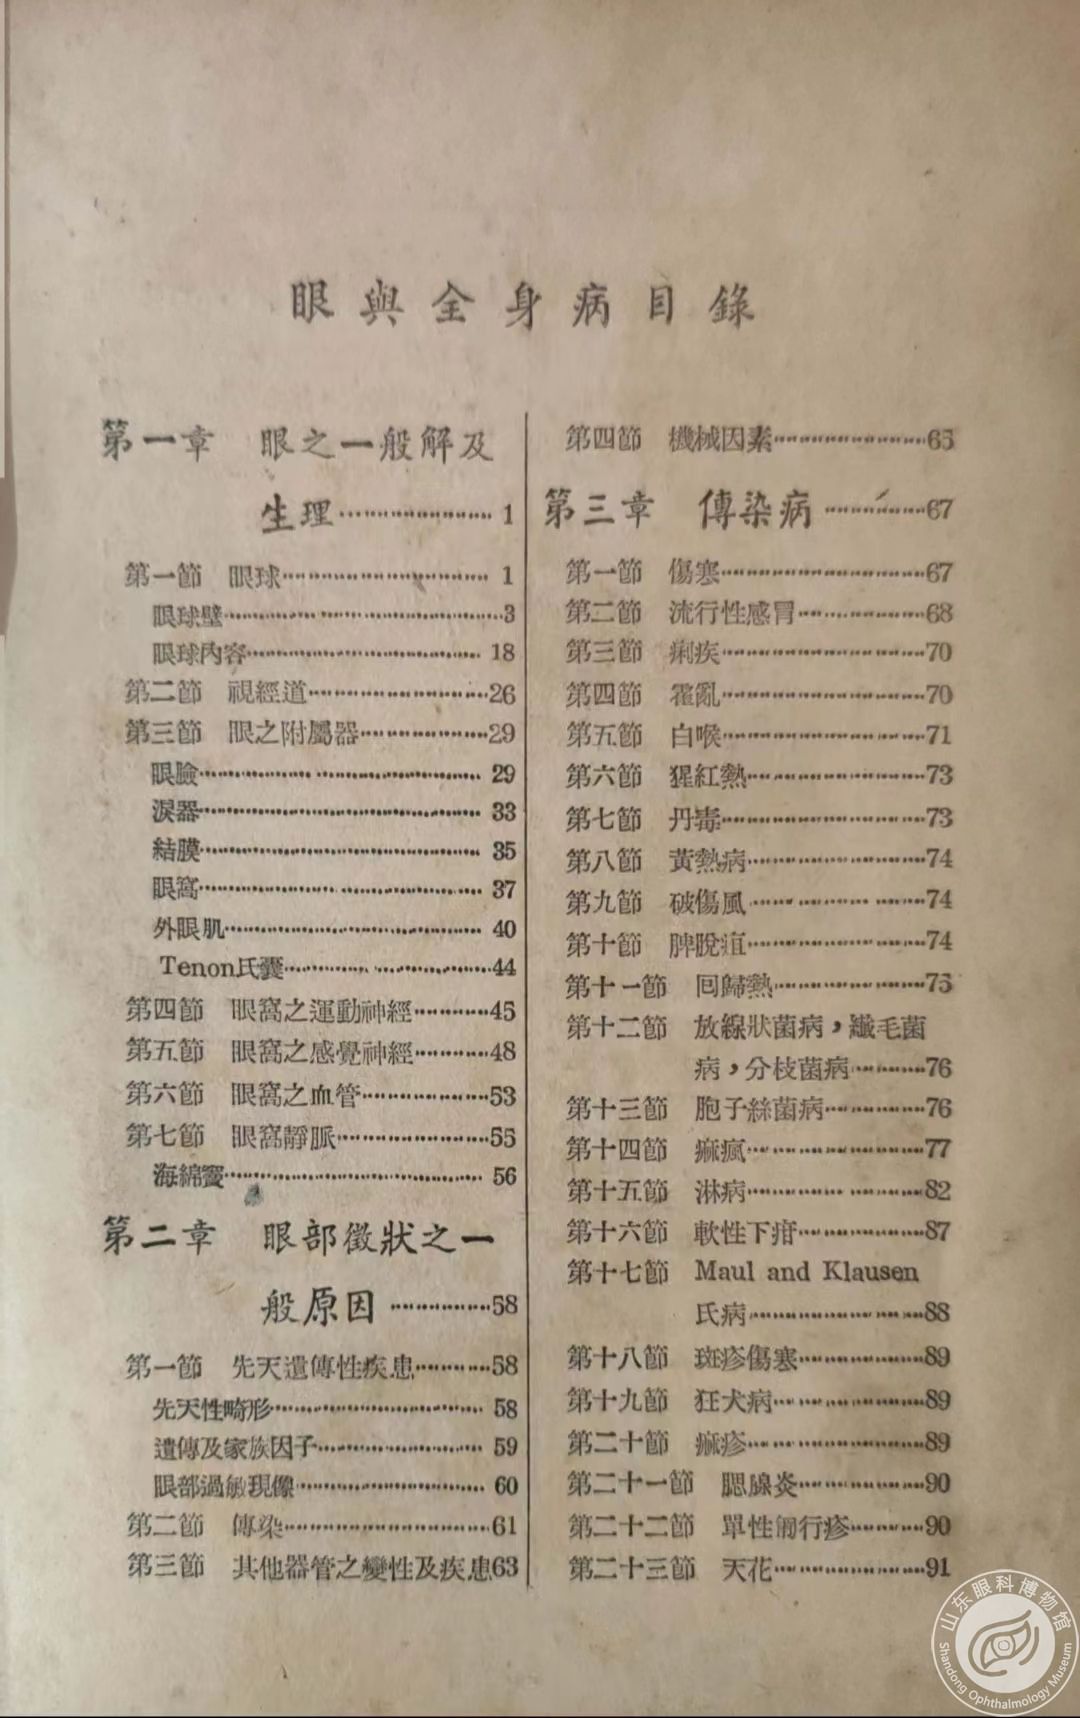 眼與全身病目錄
第一章 眼之一般解及
生理 1
第一節 眼球 1
眼球壁 3
眼球內容 18
第二節 視經道 26
第三節 眼之附屬器 29
眼瞼 29
淚器 33
結膜 35
眼窩 37
外眼肌 40
Tenon氏囊 44
第四節 眼窩之運動神經 45
第五節 眼窩之感覺神經 48
第六節 眼窩之血管 53
第七節 眼窩靜脈 55
海綿竇 56
第二章 眼部徵狀之一
般原因 58
第一節 先天遺傳性疾患 58
先天性畸形 58
遺傳及家族因子 59
眼部過敏現像 60
第二節 傳染 61
第三節 其他器管之變性及疾患63
第四節 機械因素 65
第三章 傳染病 67
第一節 傷寒 67
第二節 流行性感冒 68
第三節 痢疾 70
第四節 霍亂 70
第五節 白喉 71
第六節 猩紅熱 73
第七節 丹毒 73
第八節 黃熱病 74
第九節 破傷風 74
第十節 脾脫疽 74
第十一節 回歸熱 75
第十二節 放線狀菌病，纖毛菌
病，分枝菌病 76
第十三節 胞子絲菌病 76
第十四節 痲瘋 77
第十五節 淋病 82
第十六節 軟性下疳 87
第十七節 Maul and Klausen
氏病 88
第十八節 斑疹傷寒 89
第十九節 狂犬病 89
第二十節 痲疹 89
第二十一節 腮腺炎 90
第二十二節 單性匐行疹 90
第二十三節 天花 91
山东眼科博物馆
Shandong Ophthalmology Museum